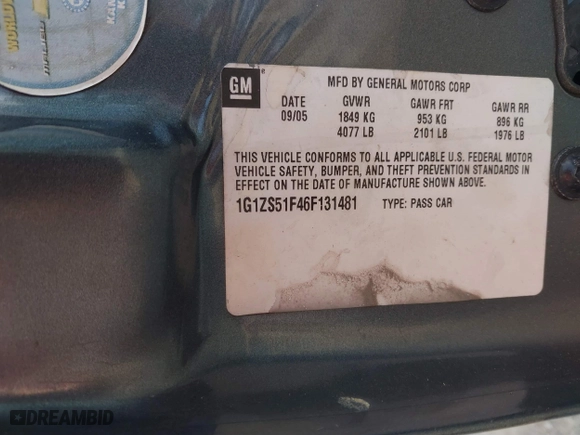 WORLD
KAN
GM
MFD BY GENERAL MOTORS CORP
DATE GVWR GAWR FRT GAWR RR
09/05 1849 KG 953 KG 896 KG
4077 LB 2101 LB 1976 LB
THIS VEHICLE CONFORMS TO ALL APPLICABLE U.S. FEDERAL MOTOR
VEHICLE SAFETY, BUMPER, AND THEFT PREVENTION STANDARDS IN
EFFECT ON THE DATE OF MANUFACTURE SHOWN ABOVE.
1G1ZS51F46F131481 TYPE: PASS CAR
DREAMBID